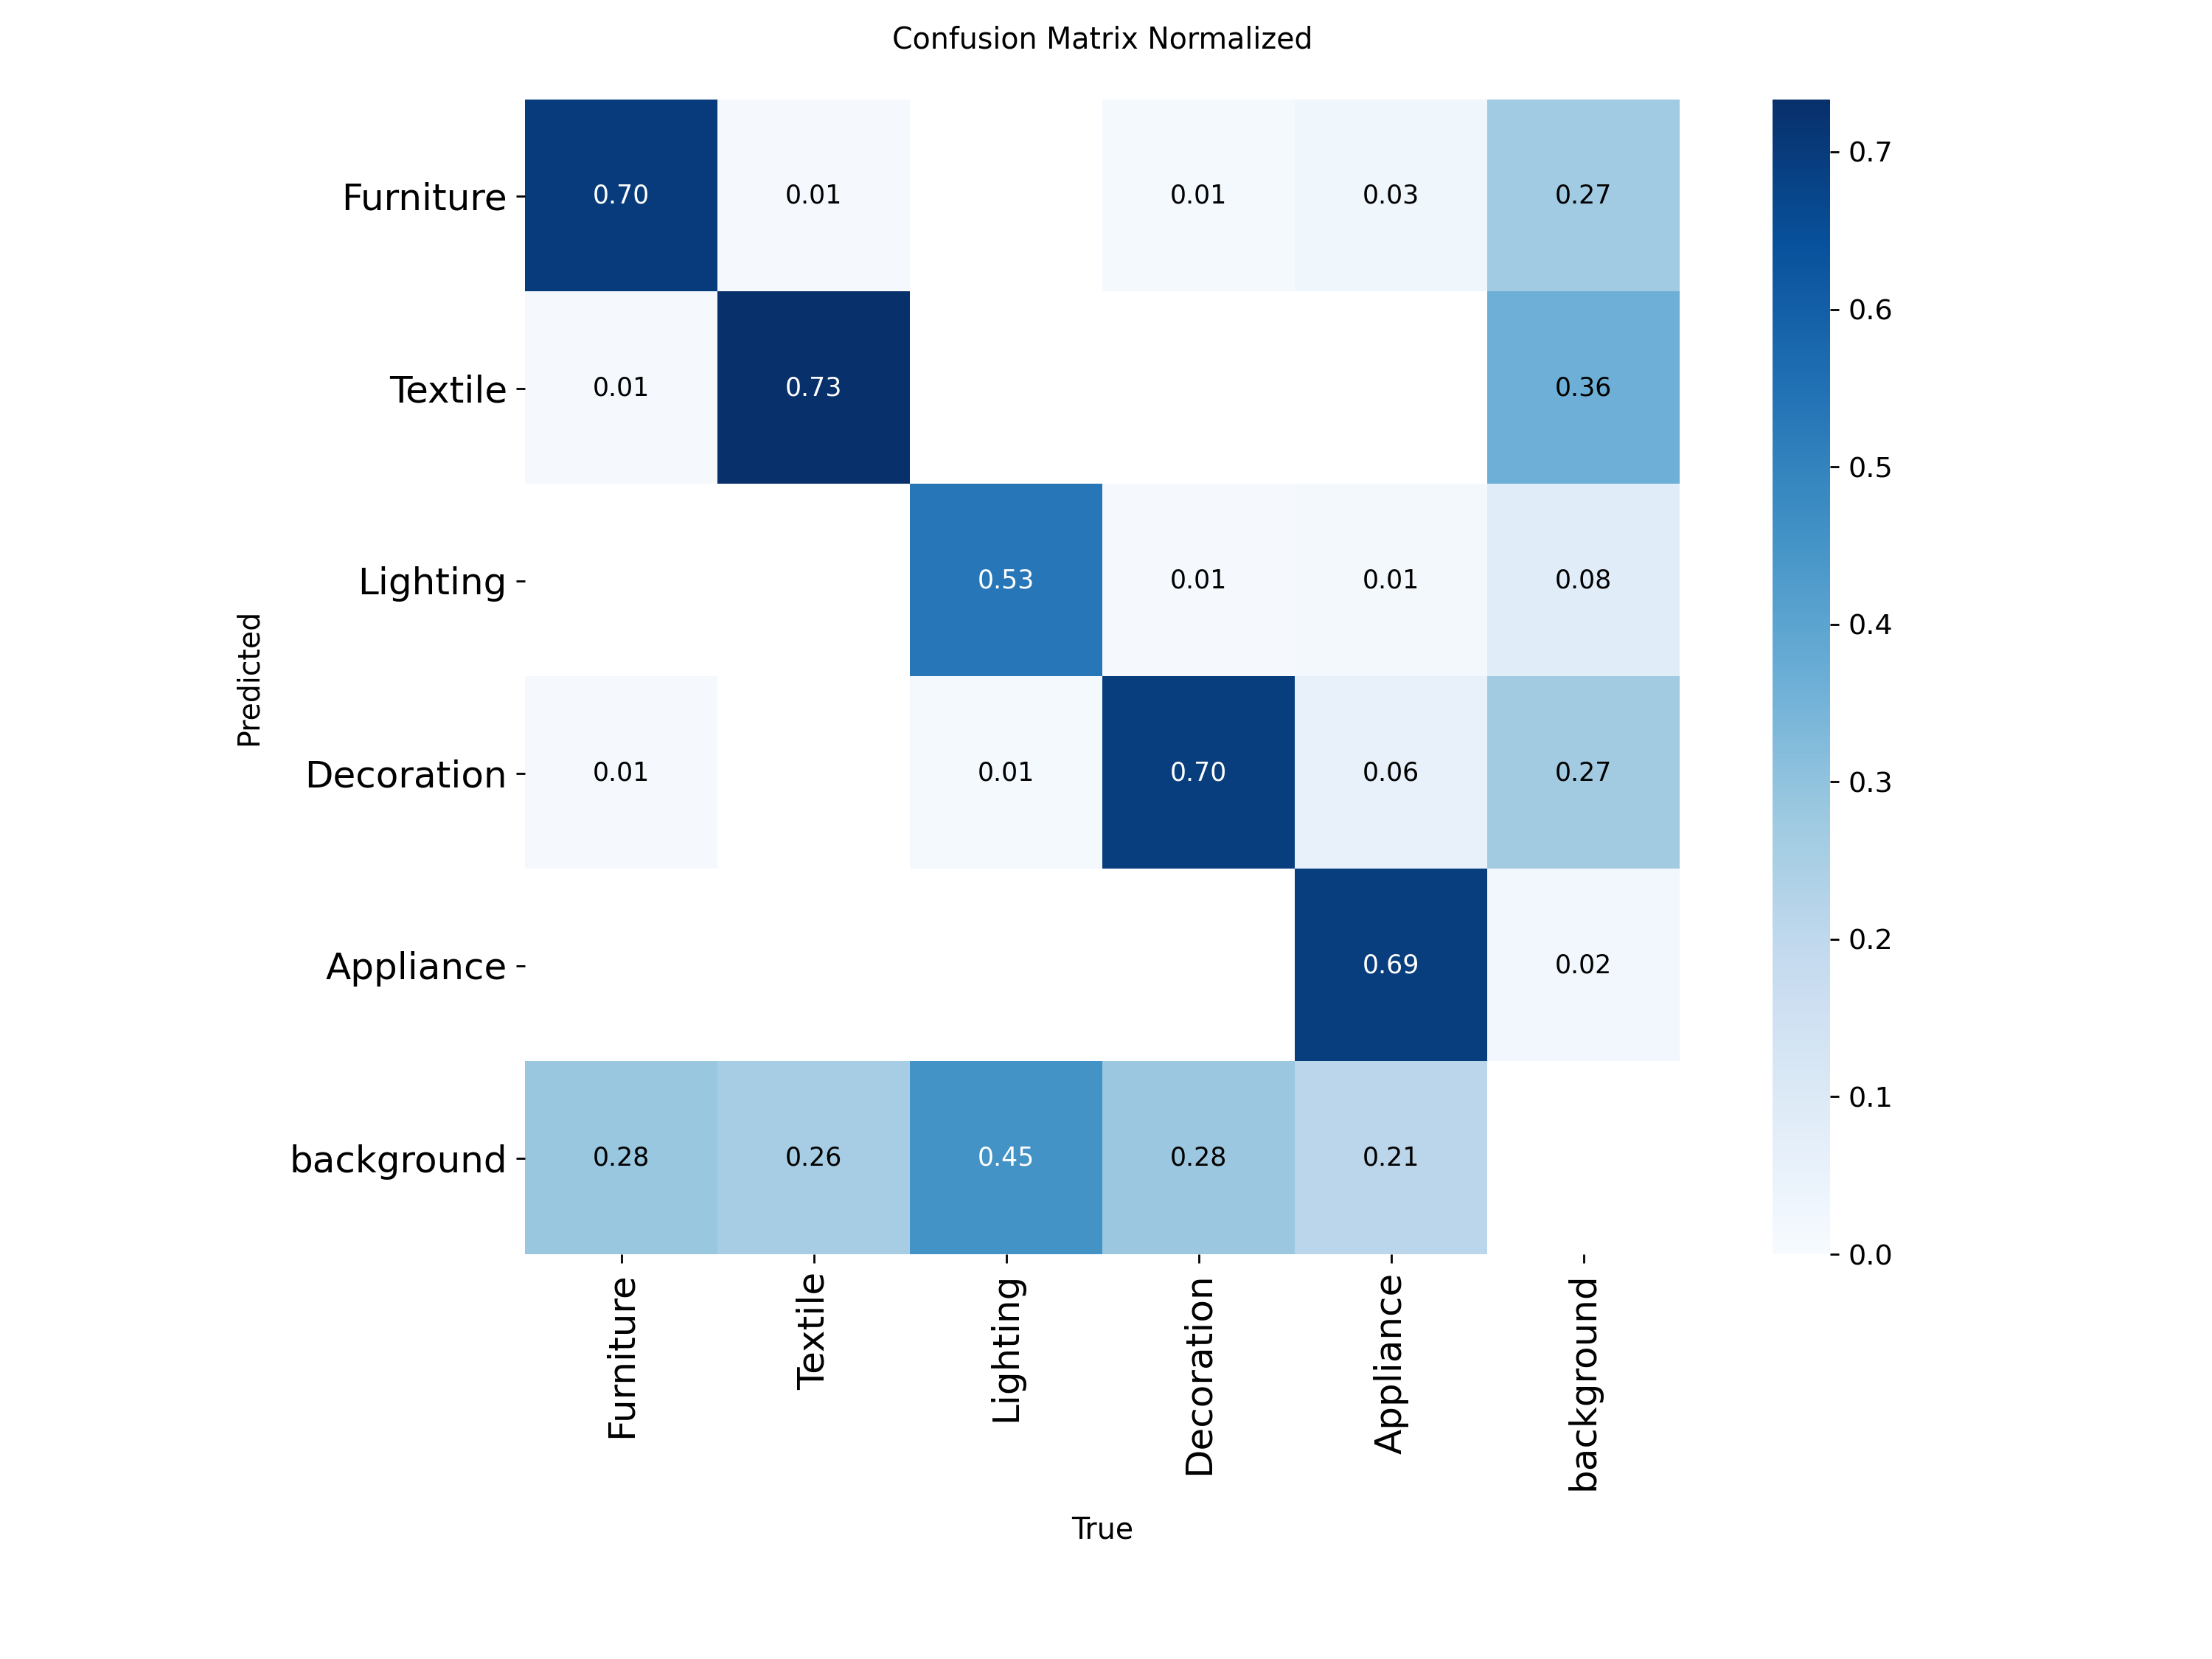 Confusion Matrix Normalized
Furniture 0.70 0.01 0.01 0.03 0.27
Textile 0.01 0.73 0.36
Lighting 0.53 0.01 0.01 0.08
Decoration 0.01 0.01 0.70 0.06 0.27
Appliance 0.69 0.02
background 0.28 0.26 0.45 0.28 0.21
Predicted
Furniture Textile Lighting Decoration Appliance background
True
0.7
0.6
0.5
0.4
0.3
0.2
0.1
0.0